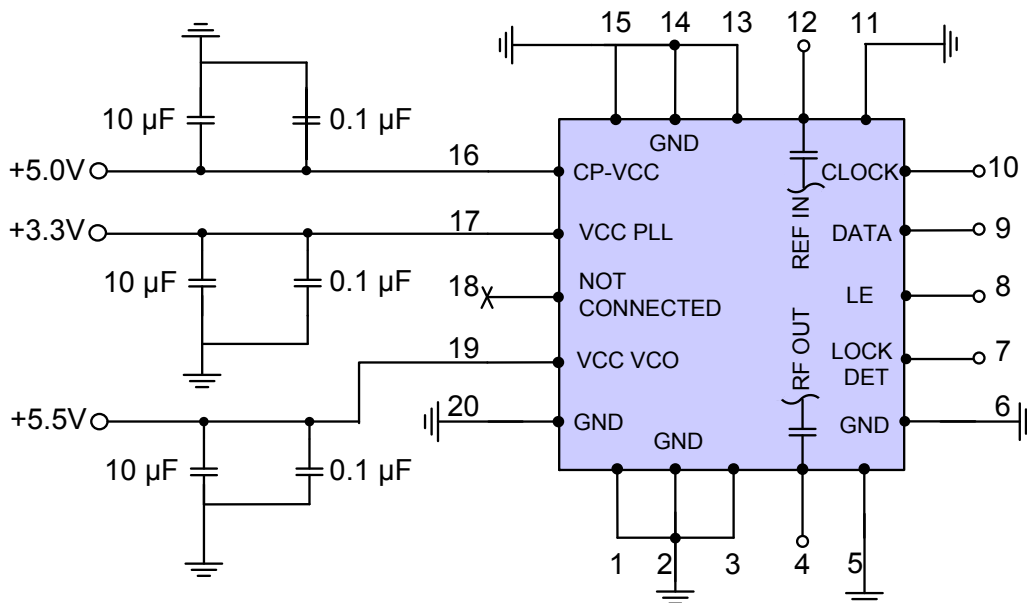 15 14 13 12 11
10 µF 0.1 µF
GND
+5.0V 16 CP-VCC CLOCK 10
REF IN
+3.3V 17 VCC PLL DATA 9
10 µF 0.1 µF
18 NOT CONNECTED LE 8
19 VCC VCO LOCK DET 7
RF OUT
+5.5V 20 GND GND 6
GND
10 µF 0.1 µF
1 2 3 4 5